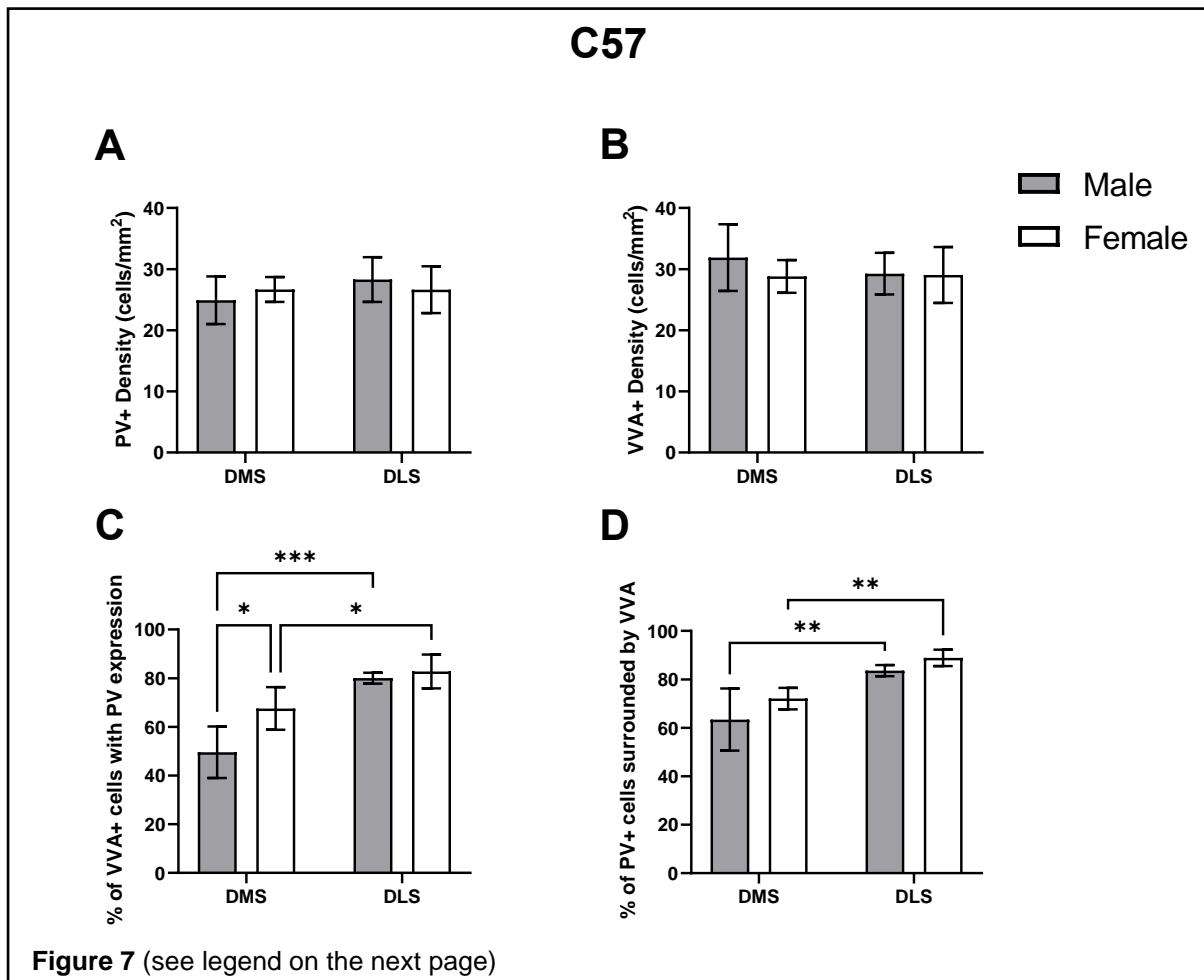 C57
A
B
Male
Female
PV+ Density (cells/mm²)
40
30
20
10
0
DMS
DLS
VVA+ Density (cells/mm²)
40
30
20
10
0
DMS
DLS
C
D
% of VVA+ cells with PV expression
100
80
60
40
20
0
***
*
*
DMS
DLS
% of PV+ cells surrounded by VVA
100
80
60
40
20
0
**
**
DMS
DLS
Figure 7 (see legend on the next page)